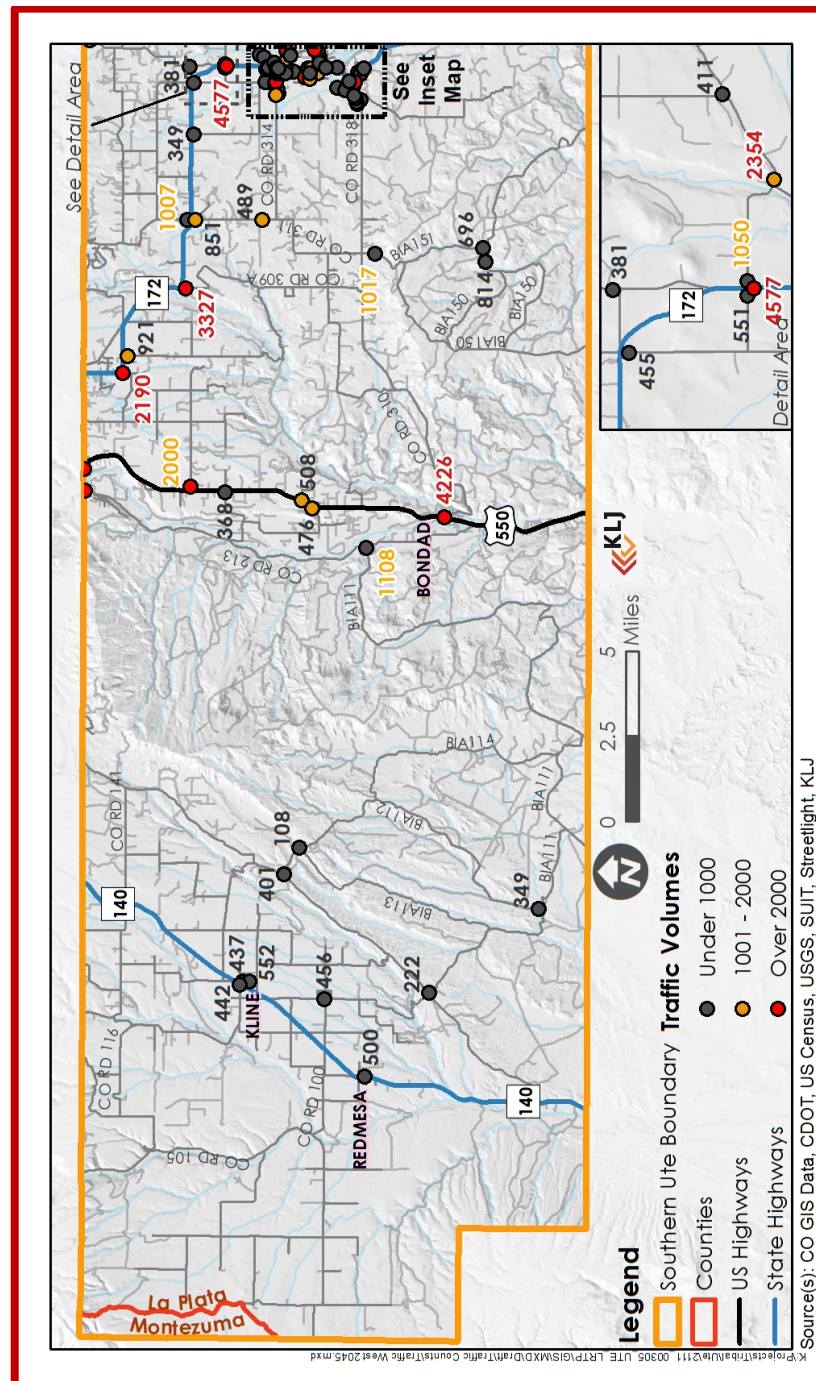 See Detail Area
381
349
4577
1007
851
489
CO RD 314
CO RD 311
CO RD 318
See
Inset
Map
172
921
2190
3327
CO RD 309A
1017
BIA151
696
814
BIA150
BIA150
BIA150
2000
368
508
476
CO RD 310
4226
BONDAD
550
CO RD 213
1108
BIA111
CO RD 141
140
401
108
BIA112
BIA114
BIA113
BIA111
BIA111
349
442
437
552
KLINE
456
222
CO RD 116
CO RD 100
500
REDMESA
CO RD 105
140
La Plata
Montezuma
381
411
455
172
551
1050
2354
4577
Detail Area
N
0 2.5 5
Miles
KLJ
Legend
Southern Ute Boundary
Counties
US Highways
State Highways
Traffic Volumes
Under 1000
1001 - 2000
Over 2000
Source(s): CO GIS Data, CDOT, US Census, USGS, SUIT, Streetlight, KLJ